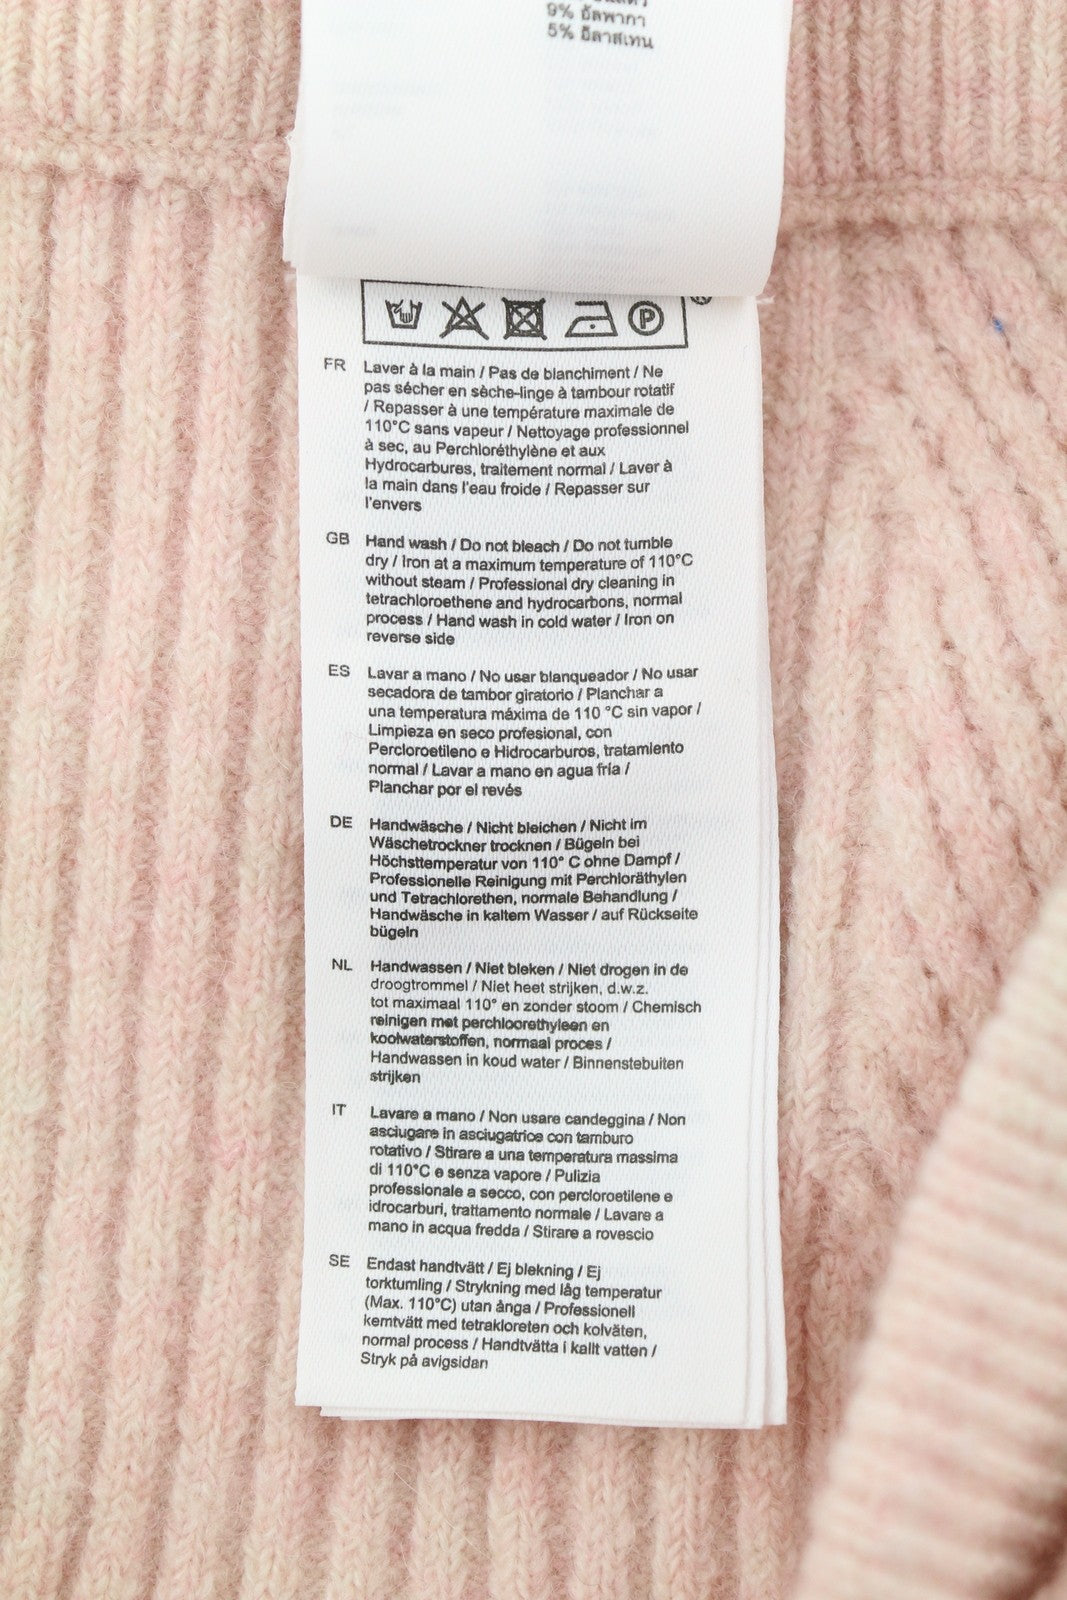 9% อัลพากา
5% อีลาสเทน
P
FR Laver à la main / Pas de blanchiment / Ne
pas sécher en sèche-linge à tambour rotatif
/ Repasser à une température maximale de
110°C sans vapeur / Nettoyage professionnel
à sec, au Perchloréthylène et aux
Hydrocarbures, traitement normal / Laver à
la main dans l'eau froide / Repasser sur
l'envers
GB Hand wash / Do not bleach / Do not tumble
dry / Iron at a maximum temperature of 110°C
without steam / Professional dry cleaning in
tetrachloroethene and hydrocarbons, normal
process / Hand wash in cold water / Iron on
reverse side
ES Lavar a mano / No usar blanqueador / No usar
secadora de tambor giratorio / Planchar a
una temperatura máxima de 110 °C sin vapor /
Limpieza en seco profesional, con
Percloroetileno e Hidrocarburos, tratamiento
normal / Lavar a mano en agua fría /
Planchar por el revés
DE Handwäsche / Nicht bleichen / Nicht im
Wäschetrockner trocknen / Bügeln bei
Höchsttemperatur von 110° C ohne Dampf /
Professionelle Reinigung mit Perchloräthylen
und Tetrachlorethen, normale Behandlung /
Handwäsche in kaltem Wasser / auf Rückseite
bügeln
NL Handwassen / Niet bleken / Niet drogen in de
droogtrommel / Niet heet strijken, d.w.z.
tot maximaal 110° en zonder stoom / Chemisch
reinigen met perchloorethyleen en
koolwaterstoffen, normaal proces /
Handwassen in koud water / Binnenstebuiten
strijken
IT Lavare a mano / Non usare candeggina / Non
asciugare in asciugatrice con tamburo
rotativo / Stirare a una temperatura massima
di 110°C e senza vapore / Pulizia
professionale a secco, con percloroetilene e
idrocarburi, trattamento normale / Lavare a
mano in acqua fredda / Stirare a rovescio
SE Endast handtvätt / Ej blekning / Ej
torktumling / Strykning med låg temperatur
(Max. 110°C) utan ånga / Professionell
kemtvätt med tetrakloreten och kolväten,
normal process / Handtvätta i kallt vatten /
Stryk på avigsidan